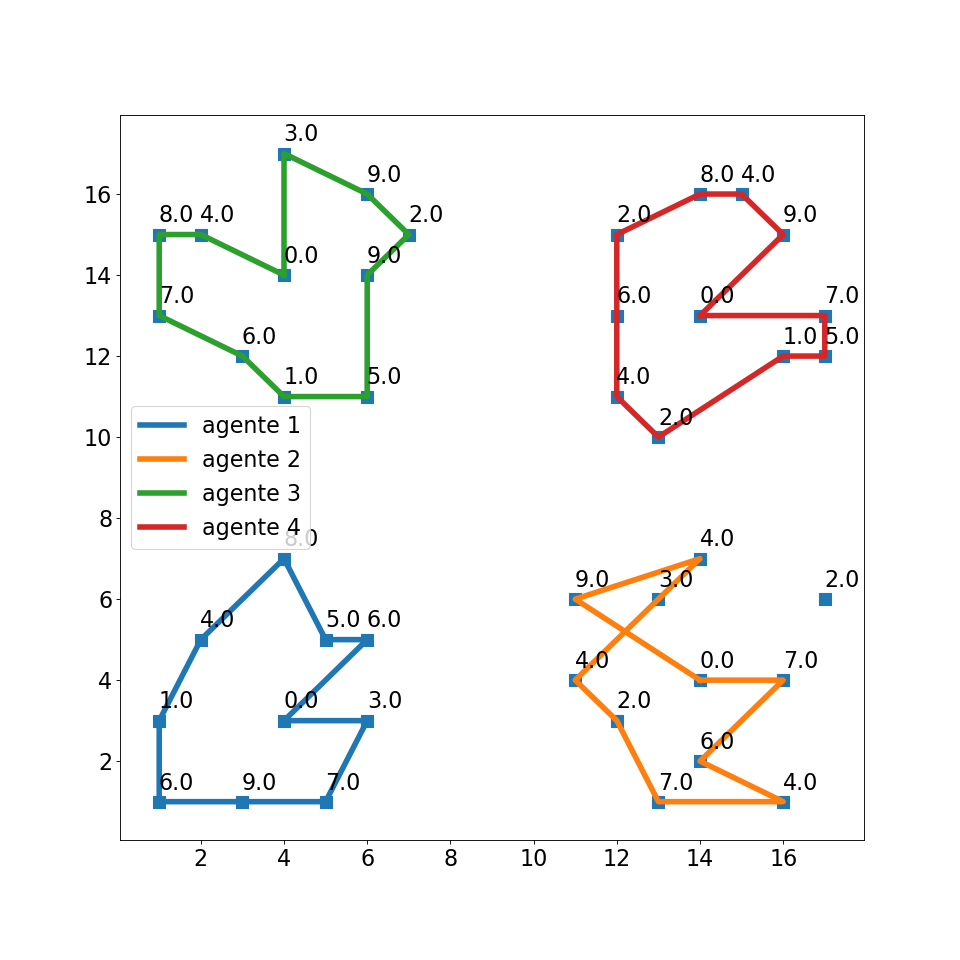 3.0
9.0
8.0 4.0
8.0 4.0 2.0
2.0 9.0
0.0 9.0
7.0 6.0 0.0 7.0
6.0 1.0 5.0
1.0 5.0 4.0
2.0
agente 1
agente 2
agente 3
agente 4
8.0 4.0
9.0 3.0 2.0
4.0 5.0 6.0
4.0 0.0 7.0
1.0 0.0 3.0 2.0
6.0
6.0 9.0 7.0 7.0 4.0
16
14
12
10
8
6
4
2
2 4 6 8 10 12 14 16